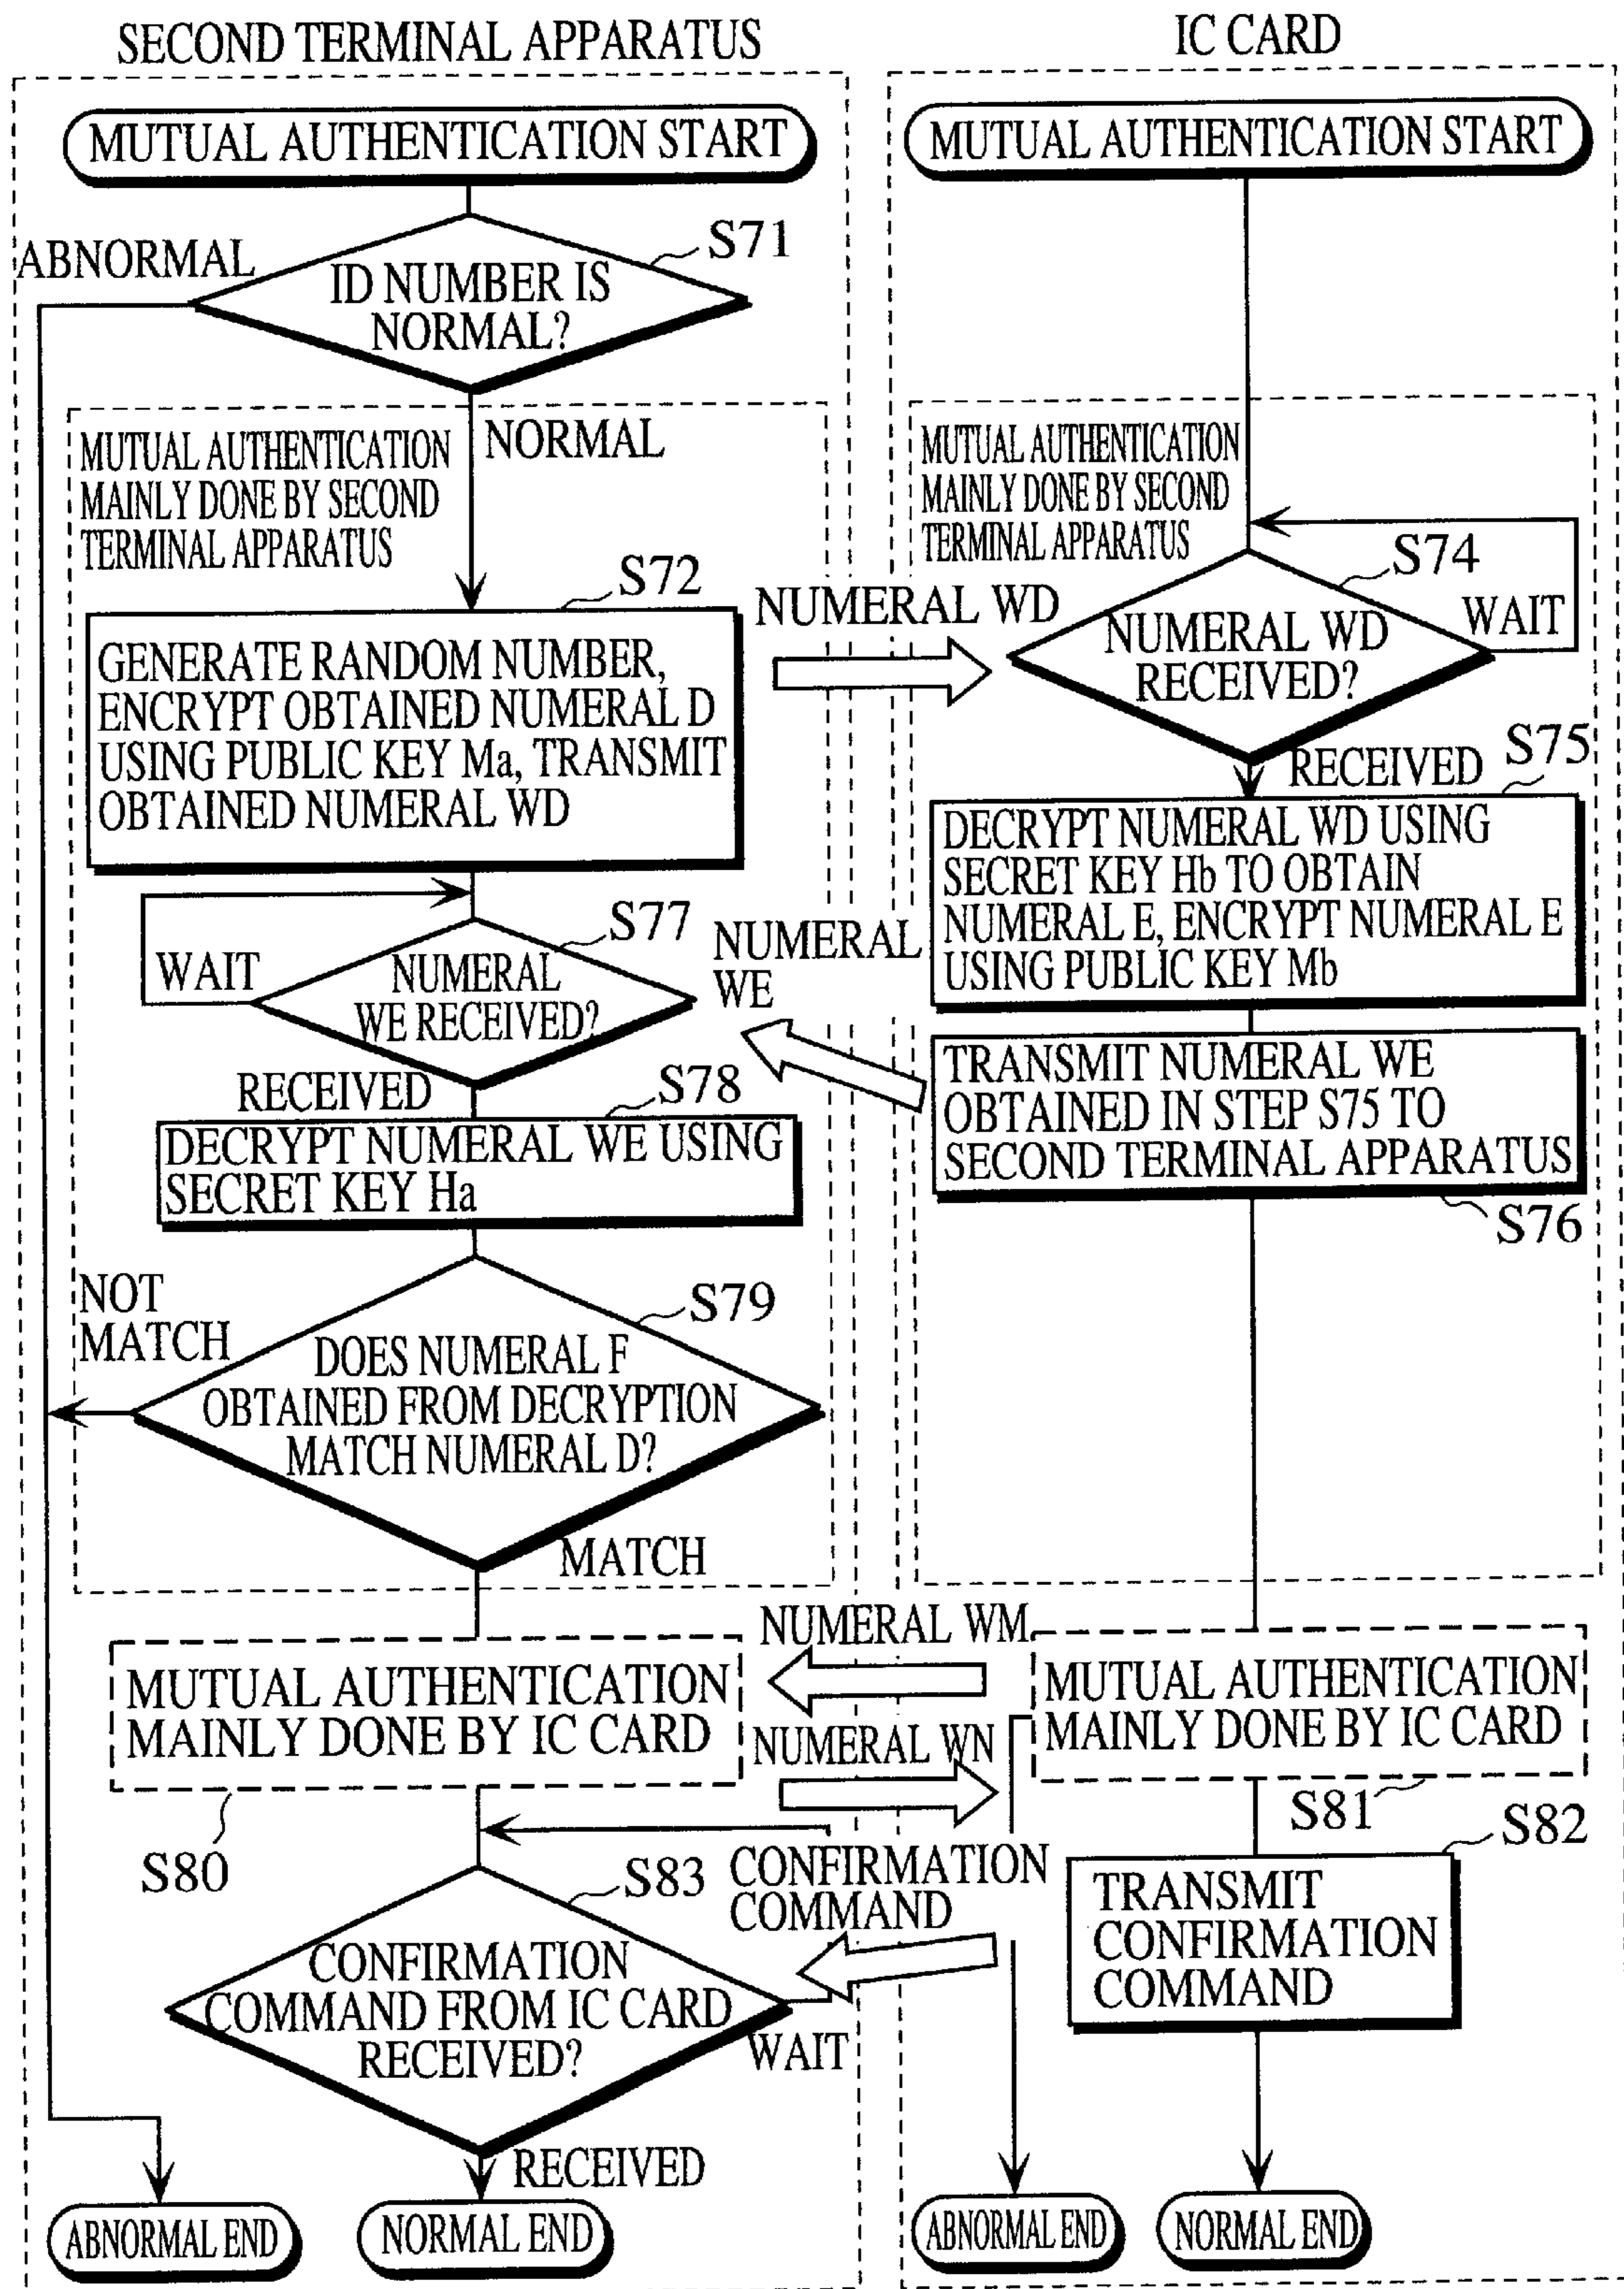 SECOND TERMINAL APPARATUS
IC CARD
MUTUAL AUTHENTICATION START
MUTUAL AUTHENTICATION START
ABNORMAL
S71
ID NUMBER IS
NORMAL?
MUTUAL AUTHENTICATION
MAINLY DONE BY SECOND
TERMINAL APPARATUS
NORMAL
MUTUAL AUTHENTICATION
MAINLY DONE BY SECOND
TERMINAL APPARATUS
S72
NUMERAL WD
S74
WAIT
NUMERAL WD
RECEIVED?
GENERATE RANDOM NUMBER,
ENCRYPT OBTAINED NUMERAL D
USING PUBLIC KEY Ma, TRANSMIT
OBTAINED NUMERAL WD
RECEIVED
S75
DECRYPT NUMERAL WD USING
SECRET KEY Hb TO OBTAIN
NUMERAL E, ENCRYPT NUMERAL E
USING PUBLIC KEY Mb
S77
WAIT
NUMERAL
WE RECEIVED?
NUMERAL
WE
RECEIVED
S78
TRANSMIT NUMERAL WE
OBTAINED IN STEP S75 TO
SECOND TERMINAL APPARATUS
S76
DECRYPT NUMERAL WE USING
SECRET KEY Ha
NOT
MATCH
S79
DOES NUMERAL F
OBTAINED FROM DECRYPTION
MATCH NUMERAL D?
MATCH
NUMERAL WM
MUTUAL AUTHENTICATION
MAINLY DONE BY IC CARD
MUTUAL AUTHENTICATION
MAINLY DONE BY IC CARD
NUMERAL WN
S80
S81
S82
S83
CONFIRMATION
COMMAND
TRANSMIT
CONFIRMATION
COMMAND
CONFIRMATION
COMMAND FROM IC CARD
RECEIVED?
WAIT
RECEIVED
ABNORMAL END
NORMAL END
ABNORMAL END
NORMAL END